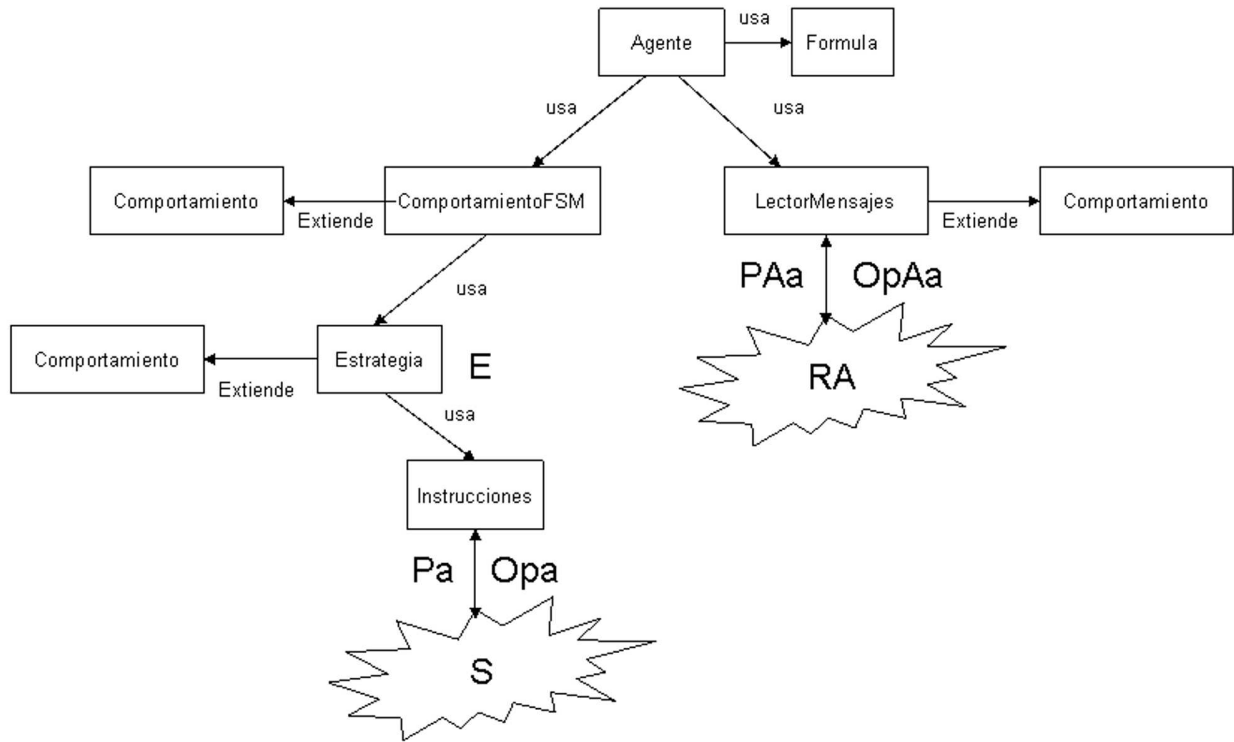 usa
Agente
Formula
usa
usa
Comportamiento
ComportamientoFSM
LectorMensajes
Comportamiento
Extiende
Extiende
PAa
OpAa
usa
Comportamiento
Estrategia
E
RA
Extiende
usa
Instrucciones
Pa
Opa
S